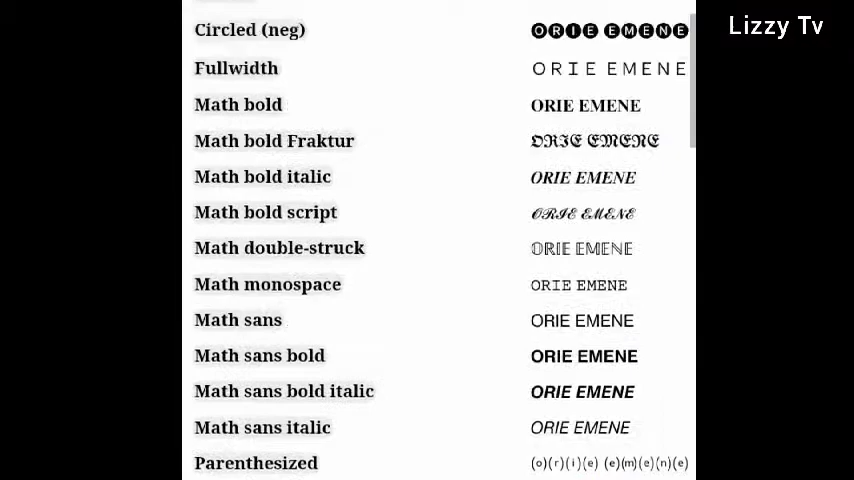 Lizzy Tv
Circled (neg) 🅞🅡🅘🅔 🅔🅜🅔🅝🅔
Fullwidth ＯＲＩＥ ＥＭＥＮＥ
Math bold 𝐎𝐑𝐈𝐄 𝐄𝐌𝐄𝐍𝐄
Math bold Fraktur 𝕺𝕽𝕴𝕰 𝕰𝕸𝕰𝕹𝕰
Math bold italic 𝑶𝑹𝑰𝑬 𝑬𝑴𝑬𝑵𝑬
Math bold script 𝓞𝓡𝓘𝓔 𝓔𝓜𝓔𝓝𝓔
Math double-struck 𝕆ℝ𝕀𝔼 𝔼𝕄𝔼ℕ𝔼
Math monospace 𝙾𝚁𝙸𝙴 𝙴𝙼𝙴𝙽𝙴
Math sans 𝖮𝖱𝖨𝖤 𝖤𝖬𝖤𝖭𝖤
Math sans bold 𝗢𝗥𝗜𝗘 𝗘𝗠𝗘𝗡𝗘
Math sans bold italic 𝙊𝙍𝙄𝙀 𝙀𝙈𝙀𝙉𝙀
Math sans italic 𝘖𝘙𝘐𝘌 𝘌𝘔𝘌𝘕𝘌
Parenthesized ⒪⒭⒤⒠ ⒠⒨⒠⒩⒠